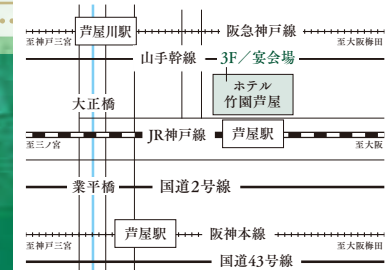 芦屋川駅
阪急神戸線
至神戸三宮
至大阪梅田
山手幹線
3F／宴会場
ホテル
竹園芦屋
大正橋
JR神戸線
芦屋駅
至三ノ宮
至大阪
業平橋
国道2号線
芦屋駅
阪神本線
至神戸三宮
至大阪梅田
国道43号線